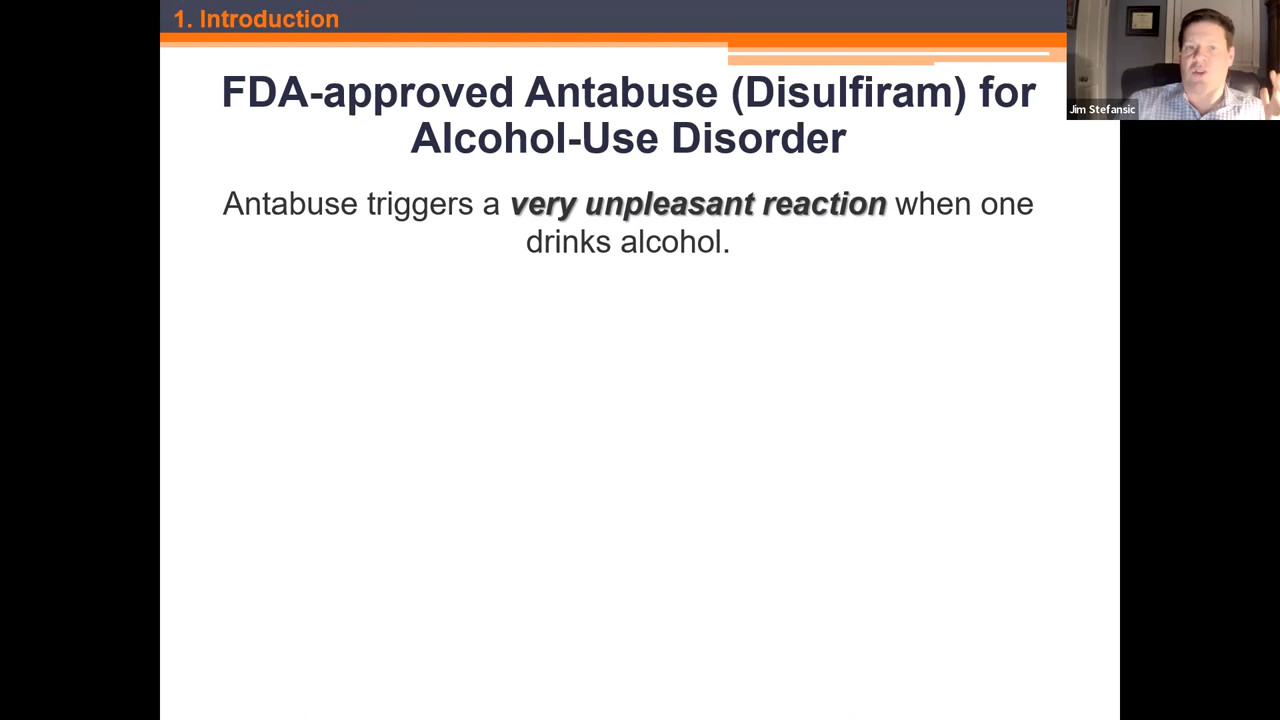 1. Introduction
FDA-approved Antabuse (Disulfiram) for
Alcohol-Use Disorder
Antabuse triggers a very unpleasant reaction when one
drinks alcohol.
Jim Stefansic